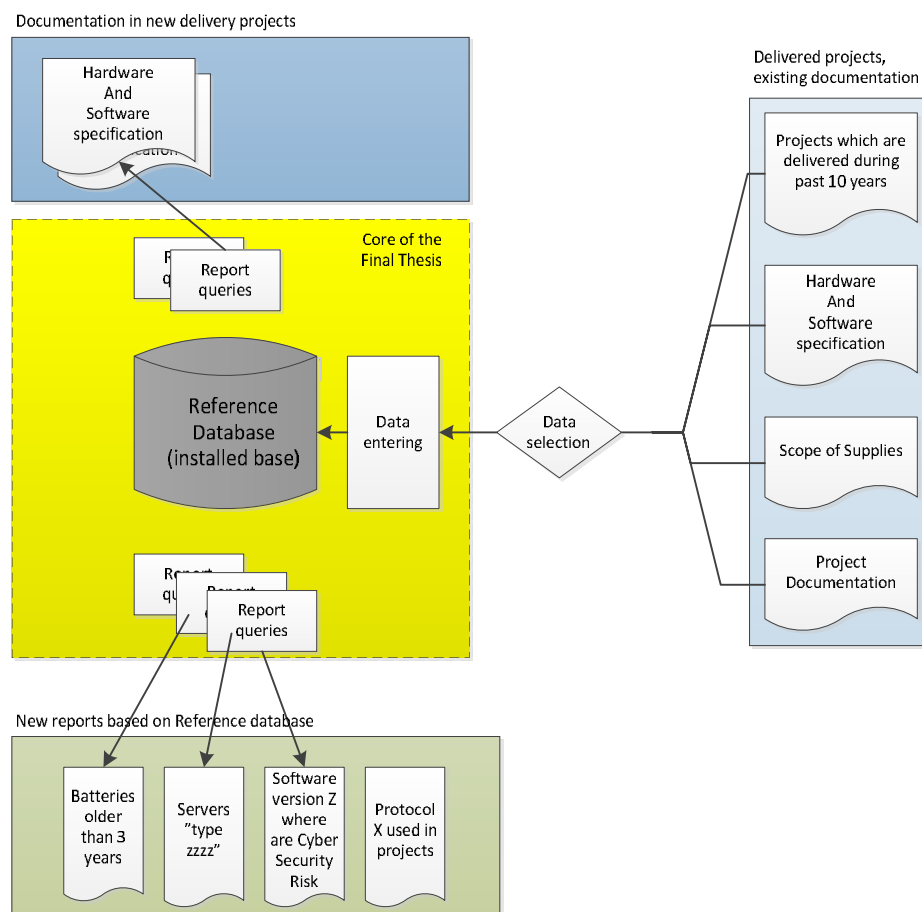 Documentation in new delivery projects
Hardware
And
Software
specification
Delivered projects,
existing documentation
Projects which are
delivered during
past 10 years
Core of the
Final Thesis
Report
queries
Hardware
And
Software
specification
Reference
Database
(installed base)
Data
entering
Data
selection
Scope of Supplies
Project
Documentation
Report
queries
New reports based on Reference database
Batteries
older
than 3
years
Servers
”type
zzzz”
Software
version Z
where
are Cyber
Security
Risk
Protocol
X used in
projects